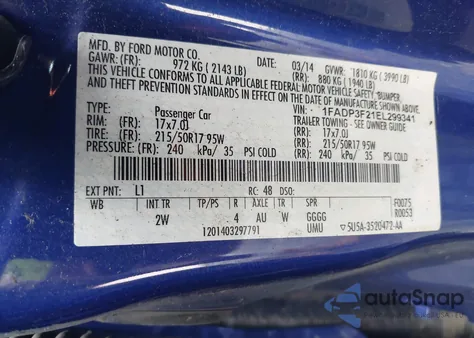 MFD. BY FORD MOTOR CO.
DATE: 03/14 GVWR: 1810 KG ( 3990 LB)
GAWR: (FR): 972 KG ( 2143 LB) (RR): 880 KG ( 1940 LB)
THIS VEHICLE CONFORMS TO ALL APPLICABLE FEDERAL MOTOR VEHICLE SAFETY, BUMPER,
AND THEFT PREVENTION STANDARDS IN EFFECT ON THE DATE OF MANUFACTURE SHOWN ABOVE.
VIN: 1FADP3F21EL299341
TYPE: Passenger Car TRAILER TOWING - SEE OWNER GUIDE
RIM: (FR): 17x7.0J (RR): 17x7.0J
TIRE: (FR): 215/50R17 95W (RR): 215/50R17 95W
PRESSURE: (FR): 240 kPa/ 35 PSI COLD (RR): 240 kPa/ 35 PSI COLD
EXT PNT: L1 RC: 48 DSO:
WB INT TR TP/PS R AXLE TR F0075
2W 4 AU W GGGG R0053
1201403297791 UMU 5U5A-3520472-AA
autoSnap